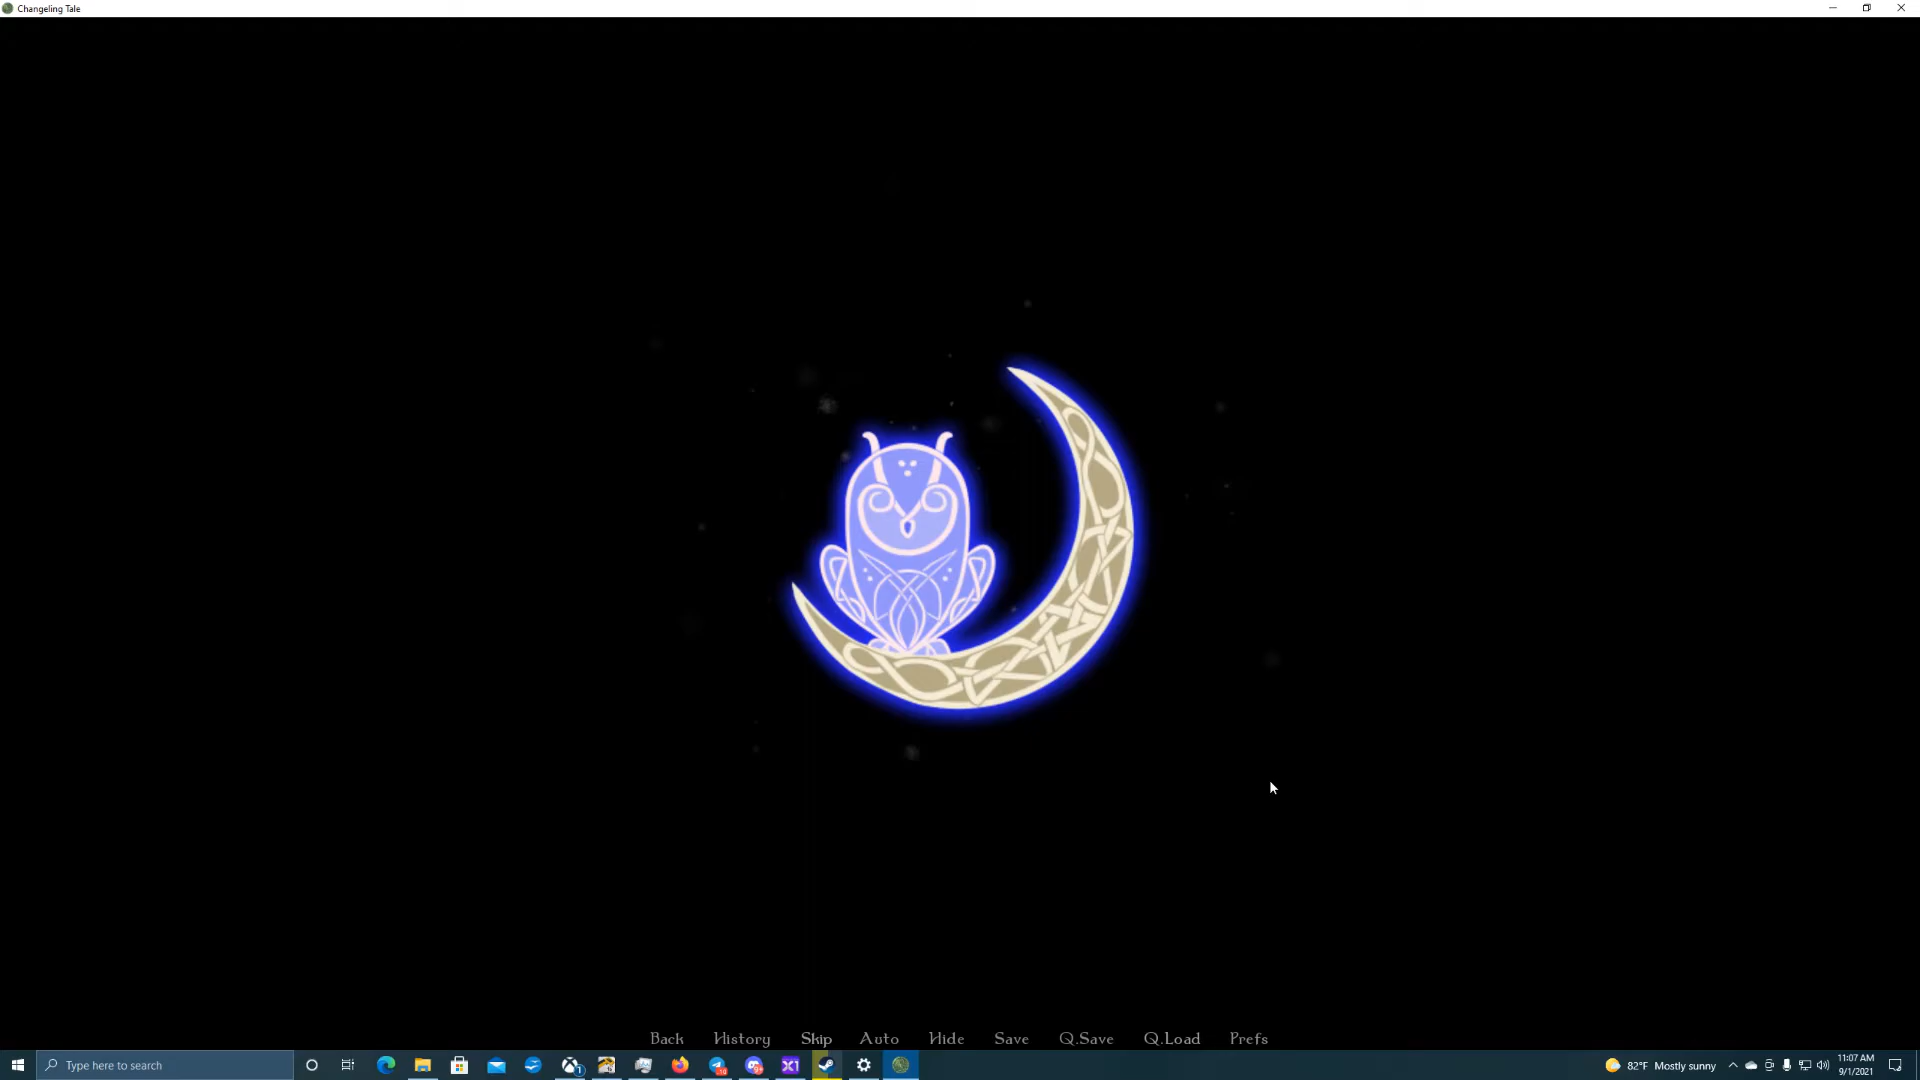 Changeling Tale
Back History Skip Auto Hide Save Q.Save Q.Load Prefs
Type here to search
82°F Mostly sunny
11:07 AM
9/1/2021